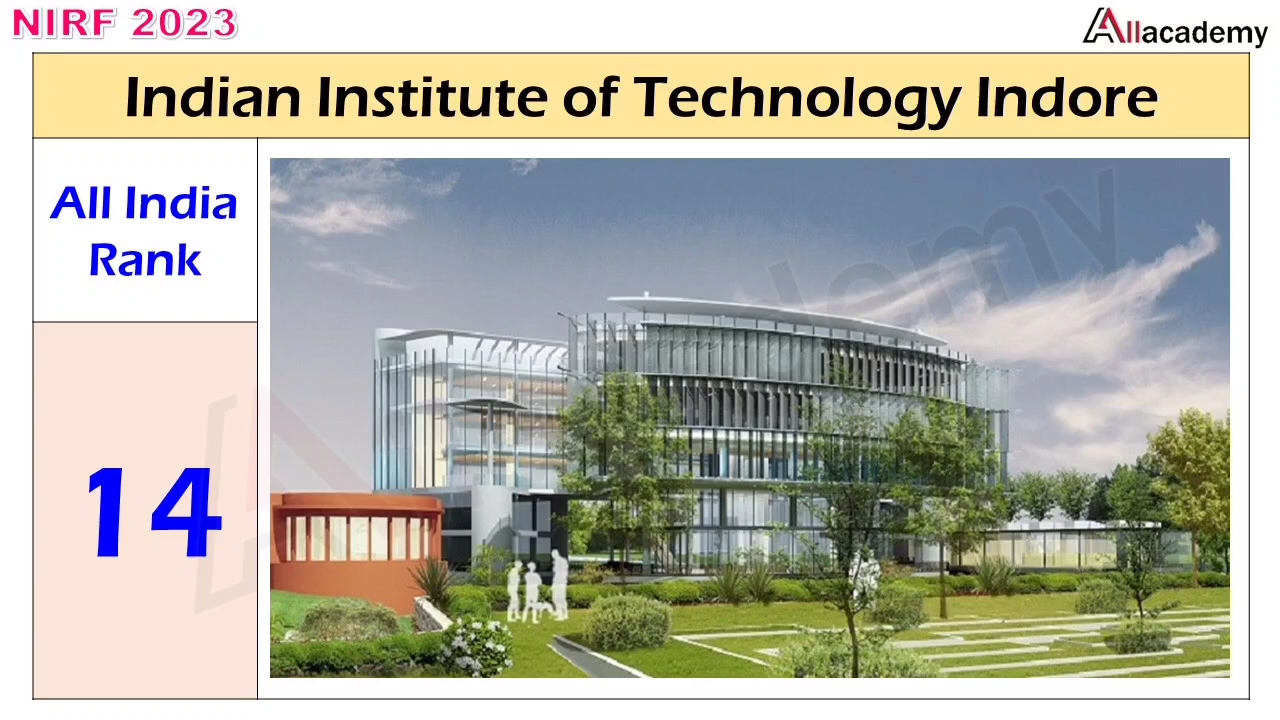 NIRF 2023
Allacademy
Indian Institute of Technology Indore
All India
Rank
14